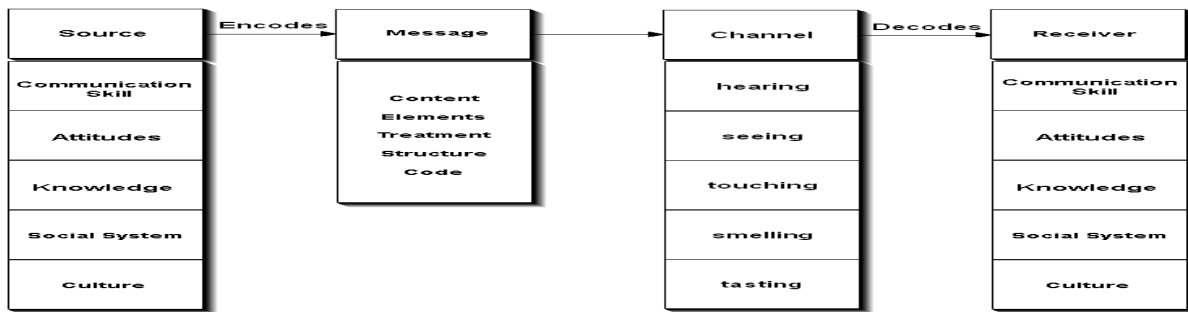 Source
Encodes
Message
Channel
Decodes
Receiver
Communication
Skill
Attitudes
Knowledge
Social System
Culture
Content
Elements
Treatment
Structure
Code
hearing
seeing
touching
smelling
tasting
Communication
Skill
Attitudes
Knowledge
Social System
Culture